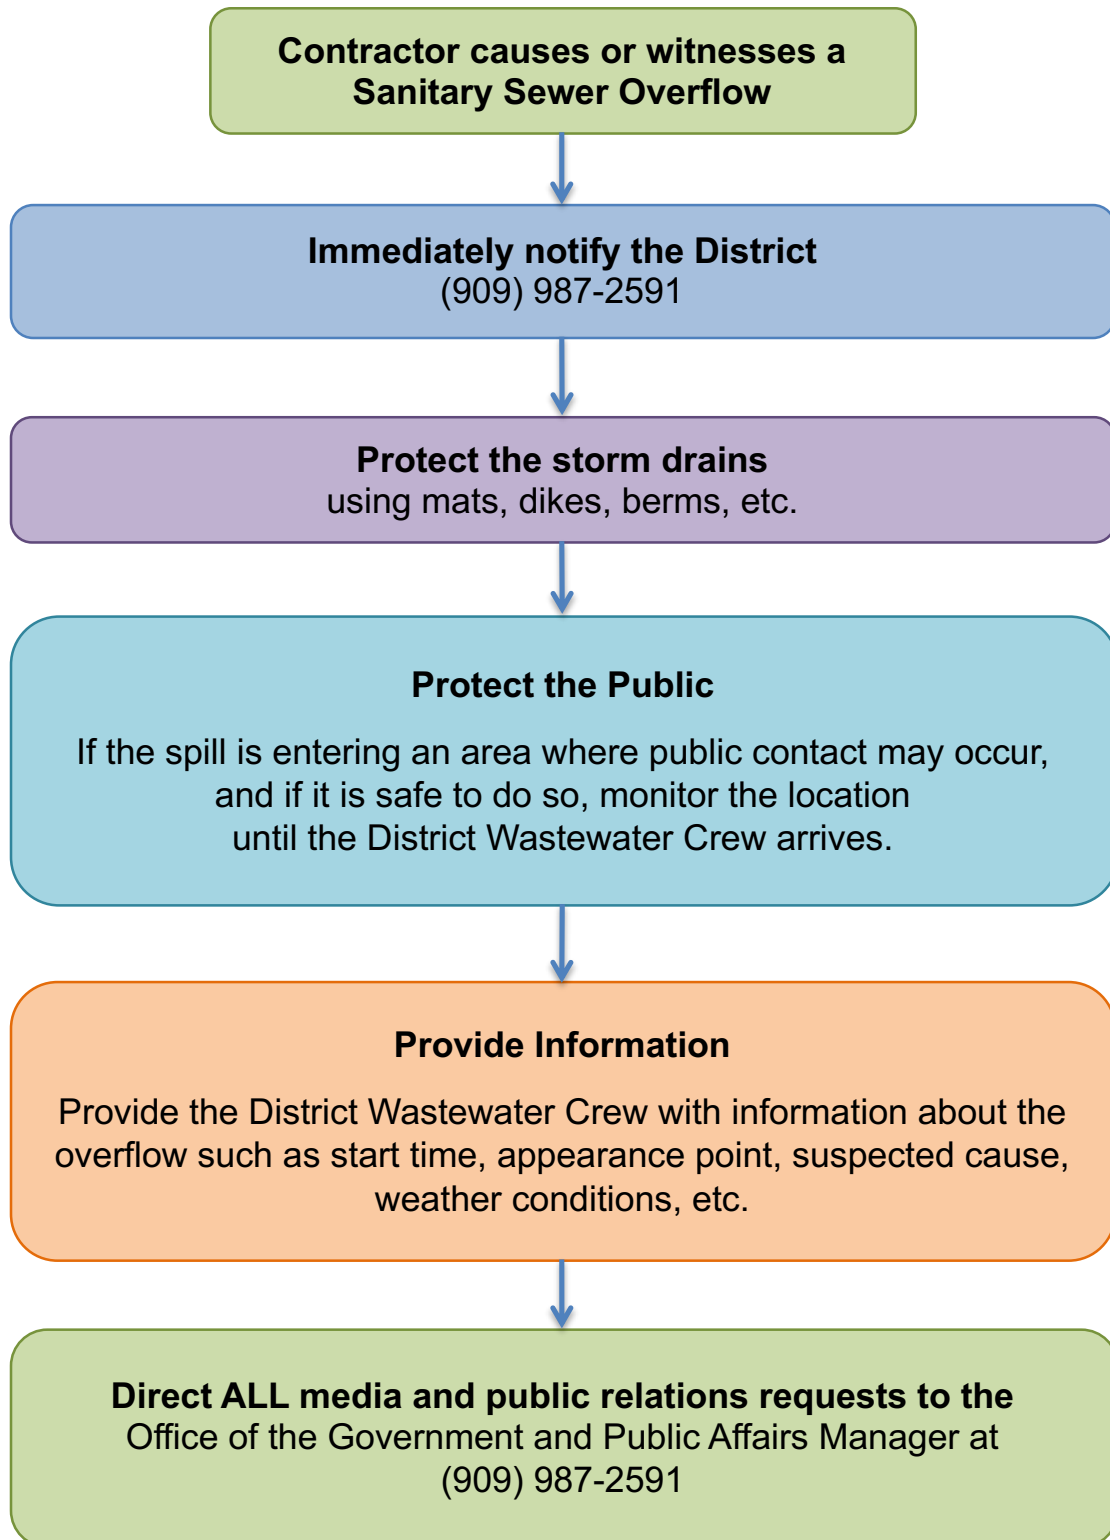 Contractor causes or witnesses a
Sanitary Sewer Overflow
Immediately notify the District
(909) 987-2591
Protect the storm drains
using mats, dikes, berms, etc.
Protect the Public
If the spill is entering an area where public contact may occur,
and if it is safe to do so, monitor the location
until the District Wastewater Crew arrives.
Provide Information
Provide the District Wastewater Crew with information about the
overflow such as start time, appearance point, suspected cause,
weather conditions, etc.
Direct ALL media and public relations requests to the
Office of the Government and Public Affairs Manager at
(909) 987-2591